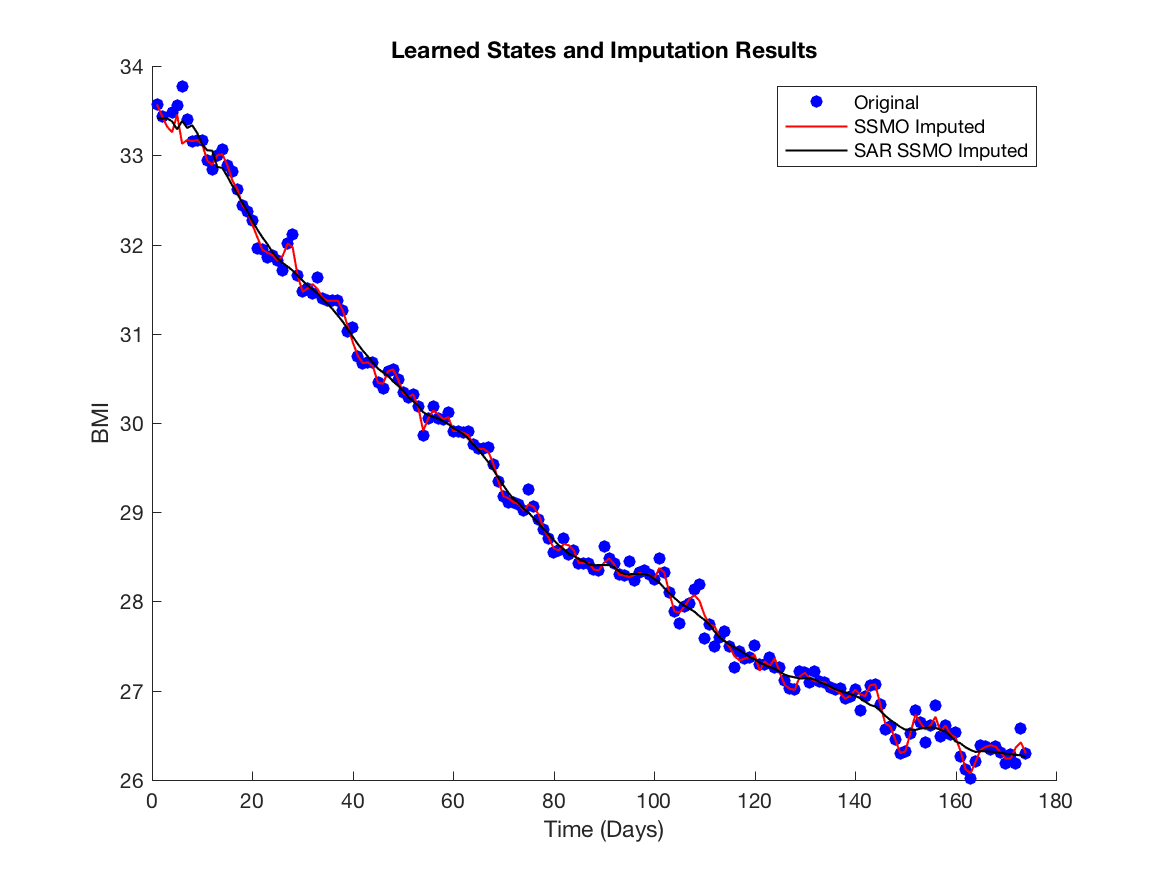 Learned States and Imputation Results
34
33
32
31
30
29
28
27
26
BMI
Original
SSMO Imputed
SAR SSMO Imputed
0 20 40 60 80 100 120 140 160 180
Time (Days)